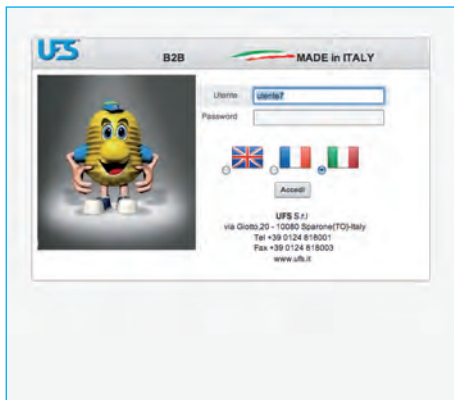 UFS
B2B
MADE in ITALY
Utente utente7
Password
Accedi
UFS S.r.l
via Giotto,20 - 10080 Sparone(TO)-Italy
Tel +39 0124 818001
Fax +39 0124 818003
www.ufs.it